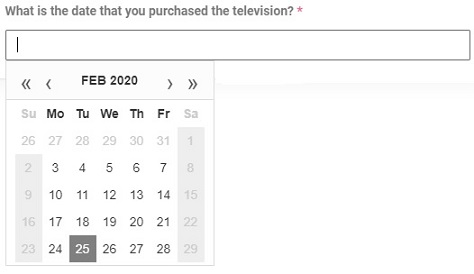 What is the date that you purchased the television? *
« ‹ FEB 2020 › »
Su Mo Tu We Th Fr Sa
26 27 28 29 30 31 1
2 3 4 5 6 7 8
9 10 11 12 13 14 15
16 17 18 19 20 21 22
23 24 25 26 27 28 29